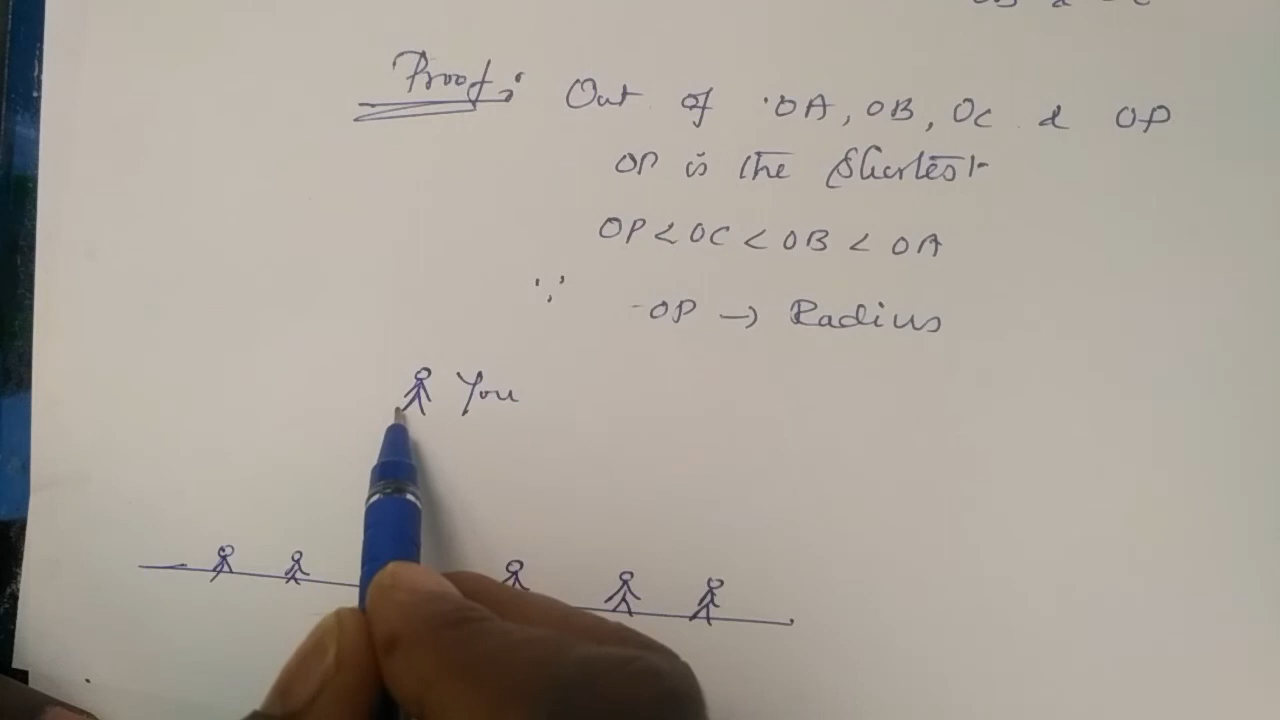 Proof: Out of OA, OB, OC & OP
OP is the Shortest
OP < OC < OB < OA
∵ OP → Radius
You